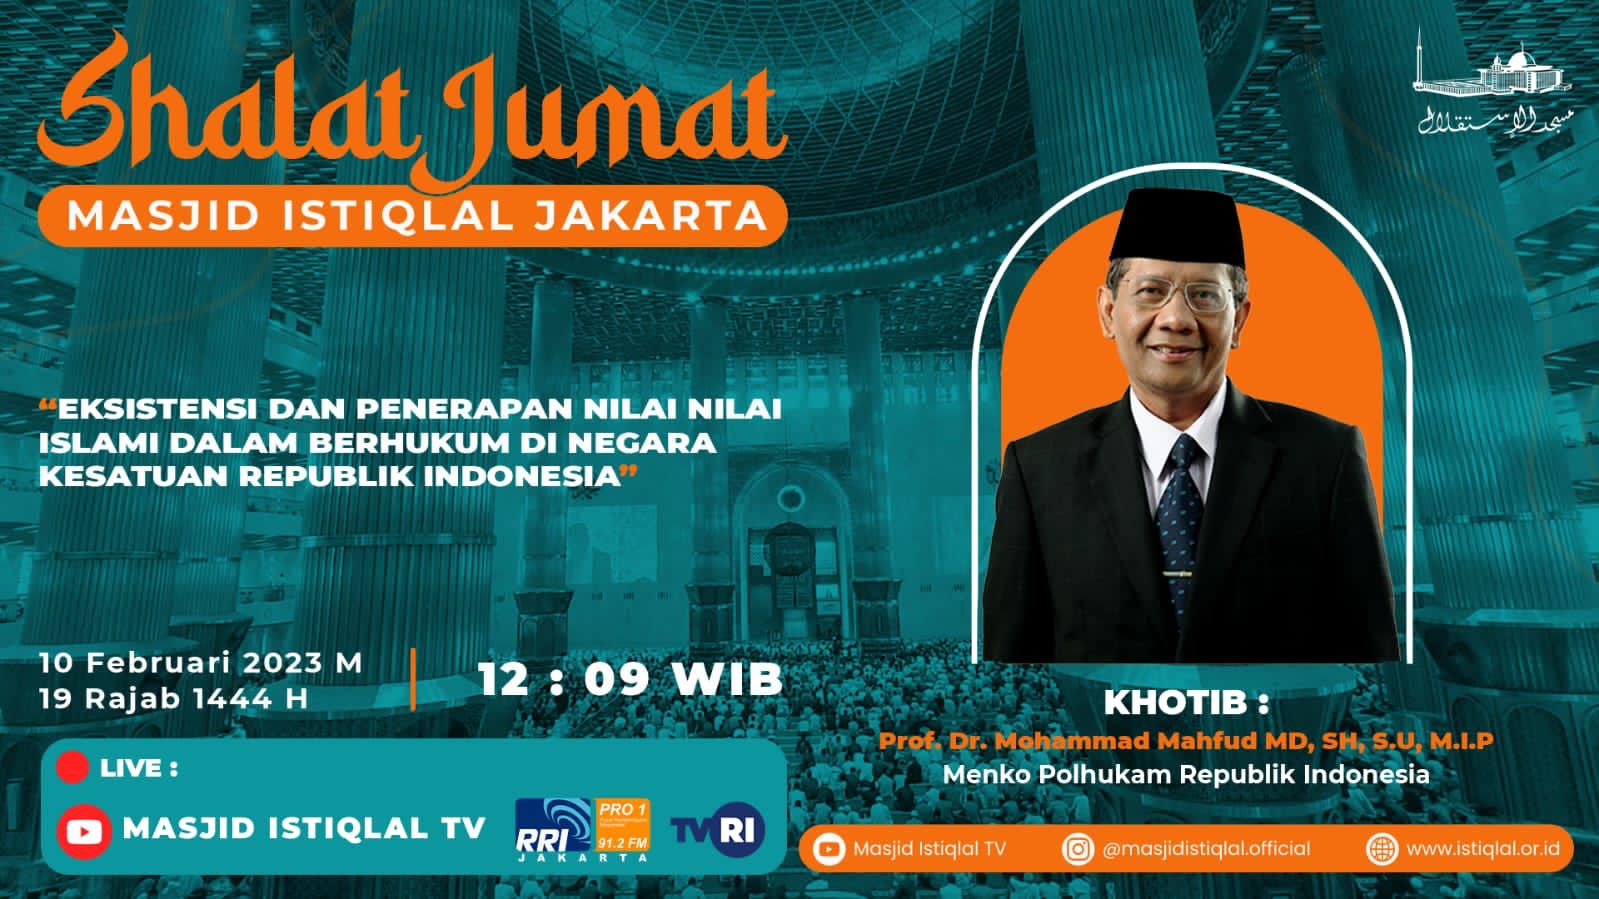 Shalat Jumat
MASJID ISTIQLAL JAKARTA
مسجد الإستقلال
“EKSISTENSI DAN PENERAPAN NILAI NILAI
ISLAMI DALAM BERHUKUM DI NEGARA
KESATUAN REPUBLIK INDONESIA”
10 Februari 2023 M
19 Rajab 1444 H
12 : 09 WIB
KHOTIB :
Prof. Dr. Mohammad Mahfud MD, SH, S.U, M.I.P
Menko Polhukam Republik Indonesia
LIVE :
MASJID ISTIQLAL TV
RRI
JAKARTA
PRO 1
91.2 FM
TVRI
Masjid Istiqlal TV
@masjidistiqlal.official
www.istiqlal.or.id